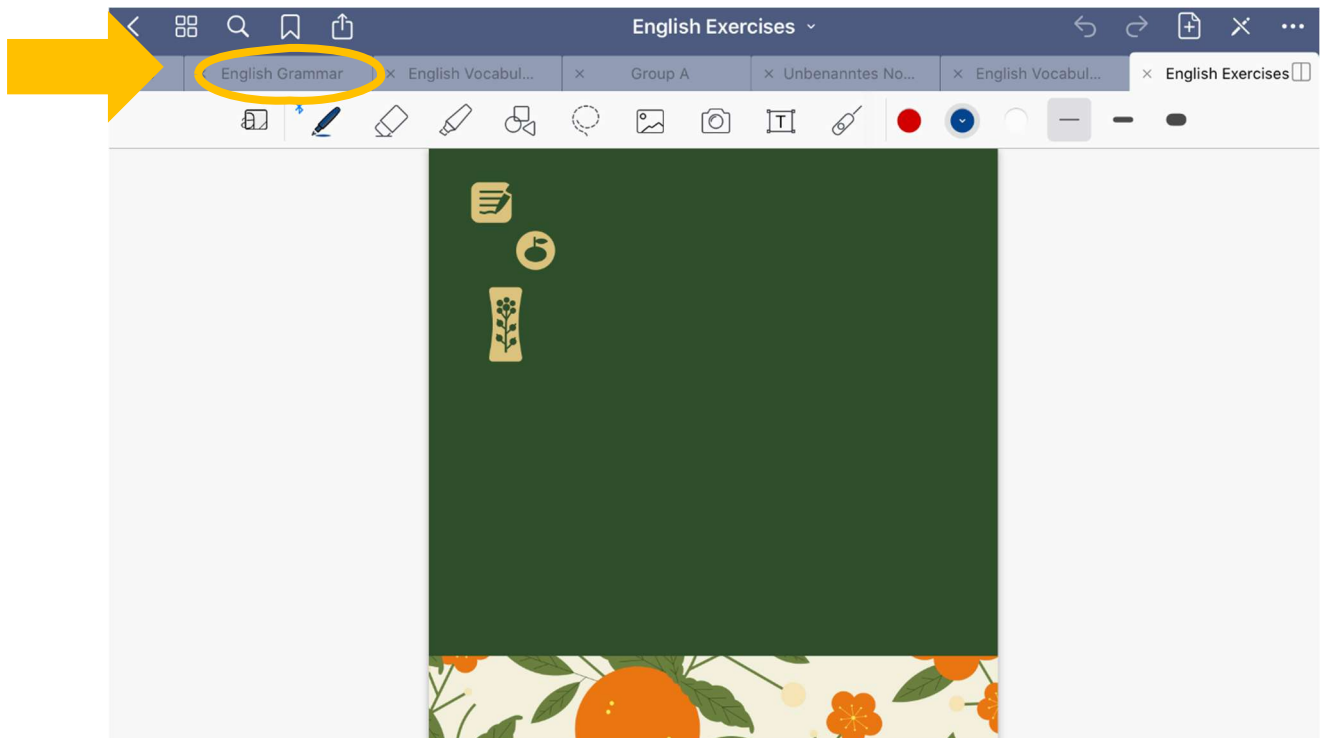 English Exercises
English Grammar
English Vocabul...
Group A
Unbenanntes No...
English Vocabul...
English Exercises